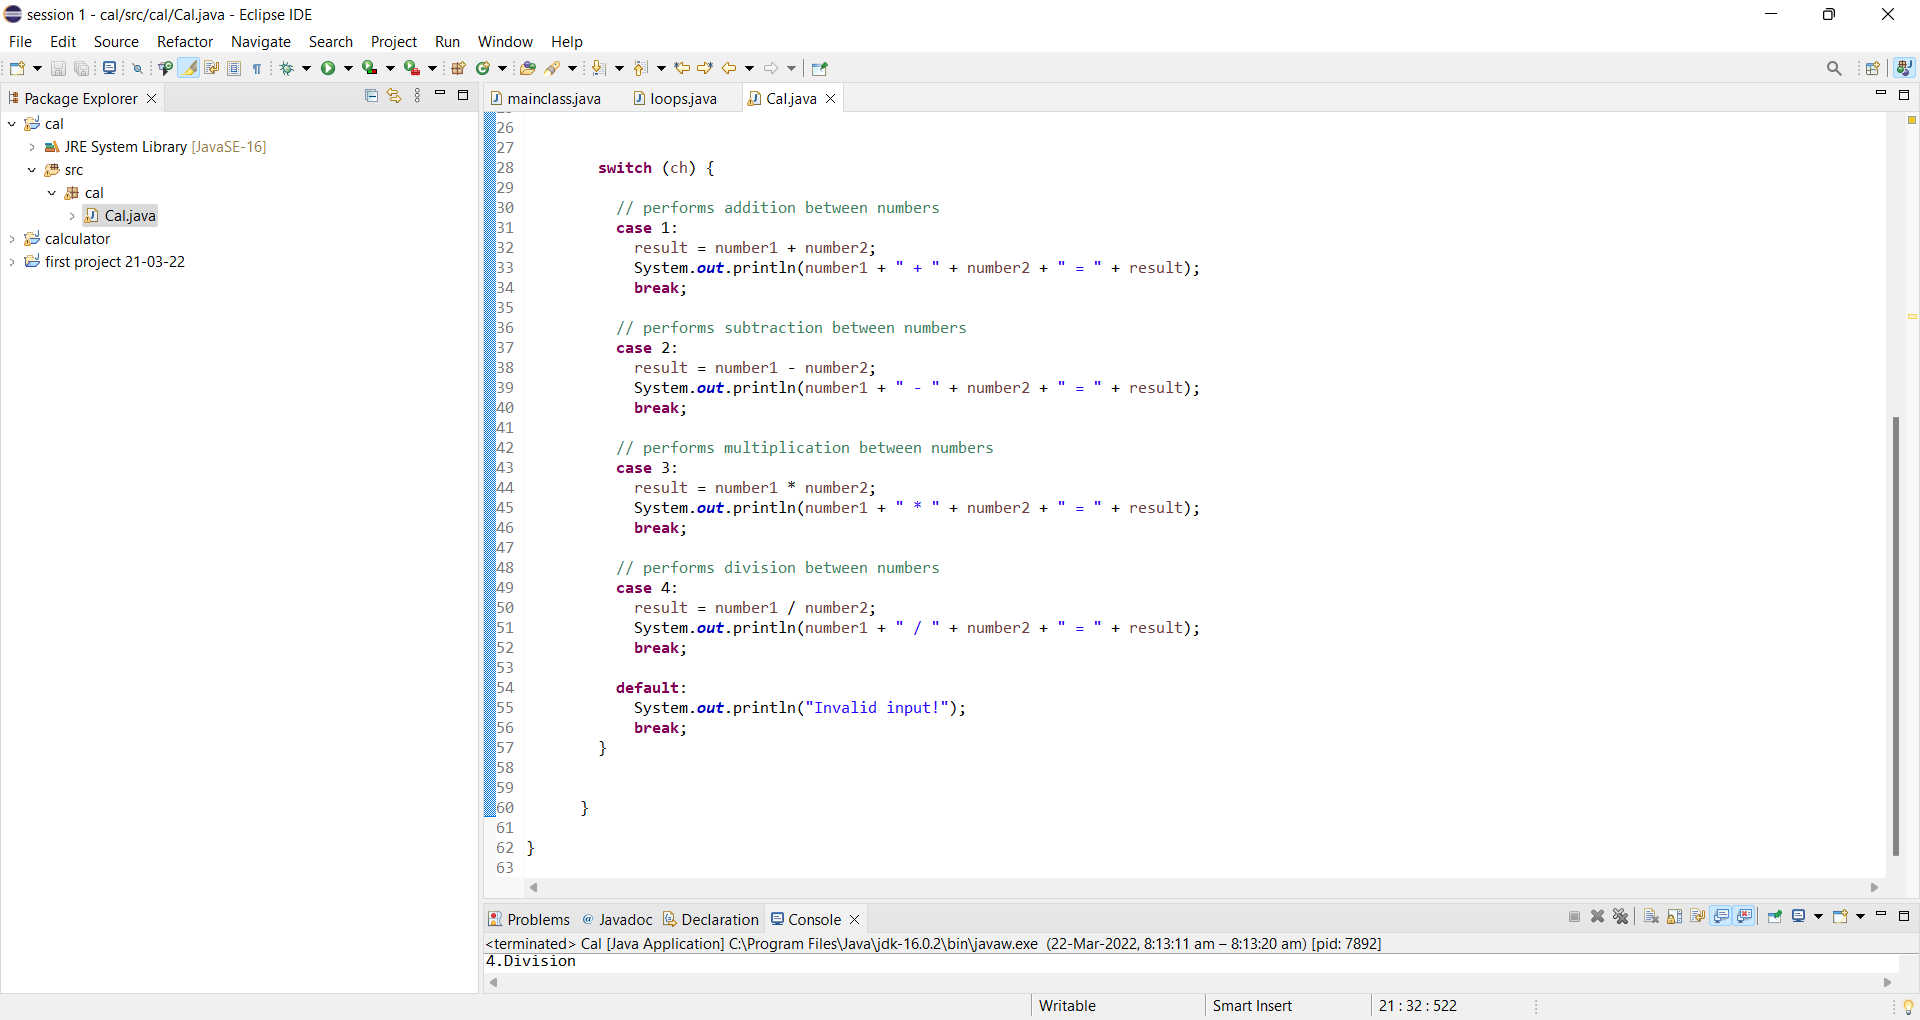 session 1 - cal/src/cal/Cal.java - Eclipse IDE
File Edit Source Refactor Navigate Search Project Run Window Help
Package Explorer
cal
JRE System Library [JavaSE-16]
src
cal
Cal.java
calculator
first project 21-03-22
mainclass.java loops.java Cal.java
26
27
28 switch (ch) {
29
30 // performs addition between numbers
31 case 1:
32 result = number1 + number2;
33 System.out.println(number1 + " + " + number2 + " = " + result);
34 break;
35
36 // performs subtraction between numbers
37 case 2:
38 result = number1 - number2;
39 System.out.println(number1 + " - " + number2 + " = " + result);
40 break;
41
42 // performs multiplication between numbers
43 case 3:
44 result = number1 * number2;
45 System.out.println(number1 + " * " + number2 + " = " + result);
46 break;
47
48 // performs division between numbers
49 case 4:
50 result = number1 / number2;
51 System.out.println(number1 + " / " + number2 + " = " + result);
52 break;
53
54 default:
55 System.out.println("Invalid input!");
56 break;
57 }
58
59
60 }
61
62 }
63
Problems @ Javadoc Declaration Console
<terminated> Cal [Java Application] C:\Program Files\Java\jdk-16.0.2\bin\javaw.exe (22-Mar-2022, 8:13:11 am – 8:13:20 am) [pid: 7892]
4.Division
Writable Smart Insert 21 : 32 : 522